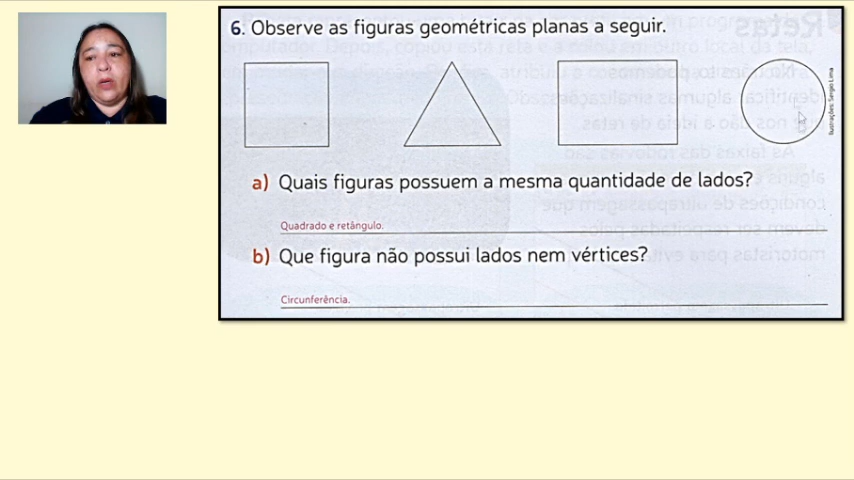 6. Observe as figuras geométricas planas a seguir.
Ilustrações: Sergio Lima
a) Quais figuras possuem a mesma quantidade de lados?
Quadrado e retângulo.
b) Que figura não possui lados nem vértices?
Circunferência.